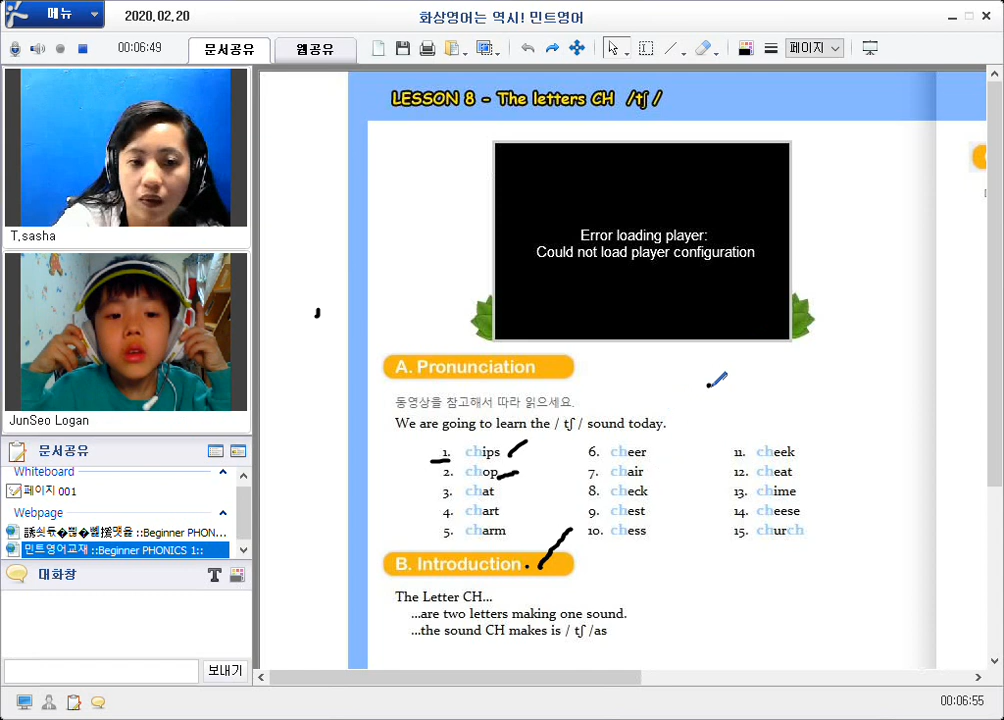 메뉴
2020,02,20
화상영어는 역시! 민트영어
00:06:49
문서공유
웹공유
페이지
T,sasha
JunSeo Logan
문서공유
Whiteboard
페이지 001
Webpage
::Beginner PHON...
민트영어교재 ::Beginner PHONICS 1::
대화창
보내기
LESSON 8 - The letters CH /tʃ /
Error loading player:
Could not load player configuration
A. Pronunciation
동영상을 참고해서 따라 읽으세요.
We are going to learn the / tʃ / sound today.
1. chips
2. chop
3. chat
4. chart
5. charm
6. cheer
7. chair
8. check
9. chest
10. chess
11. cheek
12. cheat
13. chime
14. cheese
15. church
B. Introduction
The Letter CH...
...are two letters making one sound.
...the sound CH makes is / tʃ /as
00:06:55